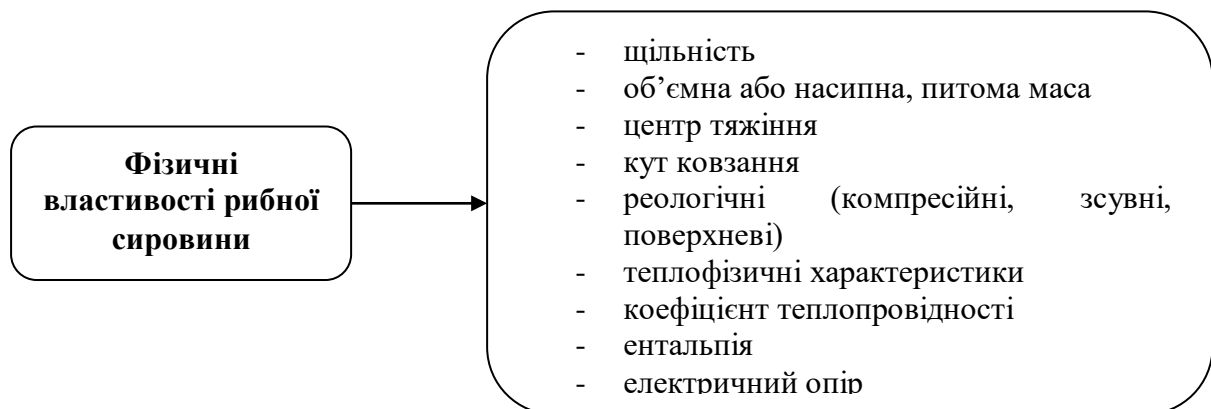 Фізичні
властивості рибної
сировини
- щільність
- об’ємна або насипна, питома маса
- центр тяжіння
- кут ковзання
- реологічні (компресійні, зсувні,
поверхневі)
- теплофізичні характеристики
- коефіцієнт теплопровідності
- ентальпія
- електричний опір